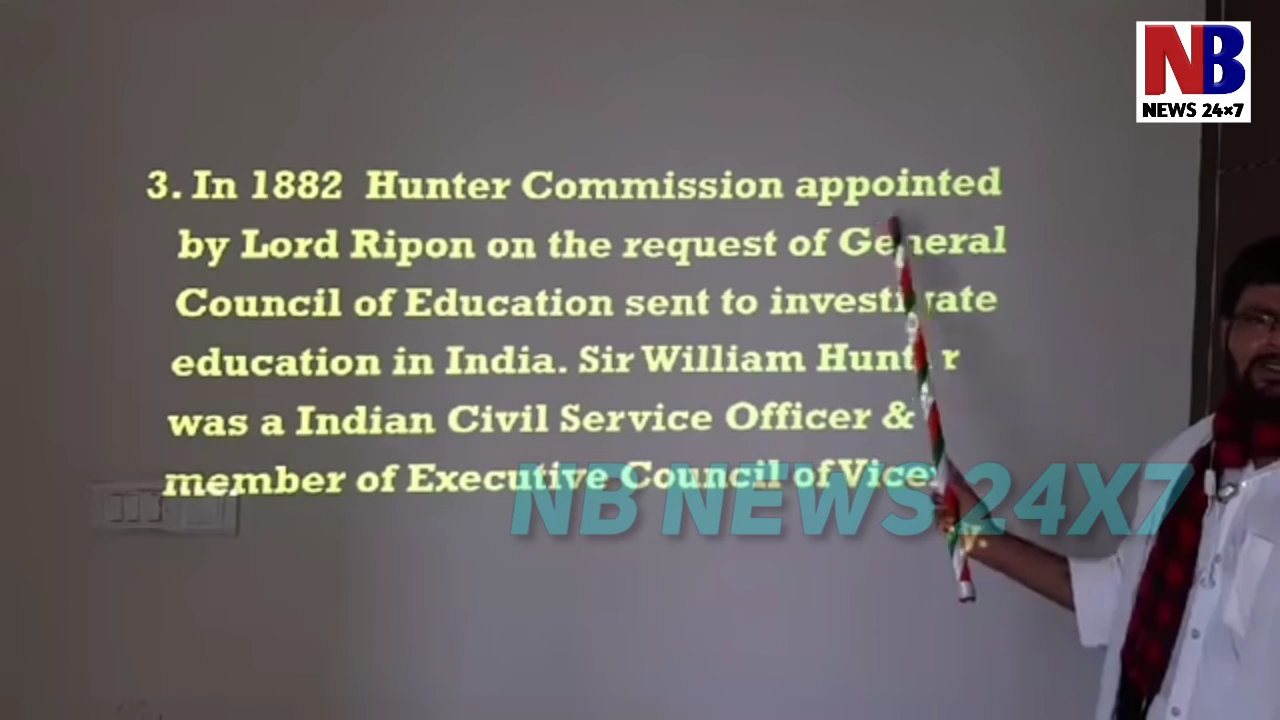 NB
NEWS 24×7
3. In 1882 Hunter Commission appointed
by Lord Ripon on the request of General
Council of Education sent to investigate
education in India. Sir William Hunter
was a Indian Civil Service Officer &
member of Executive Council of
NB NEWS 24X7